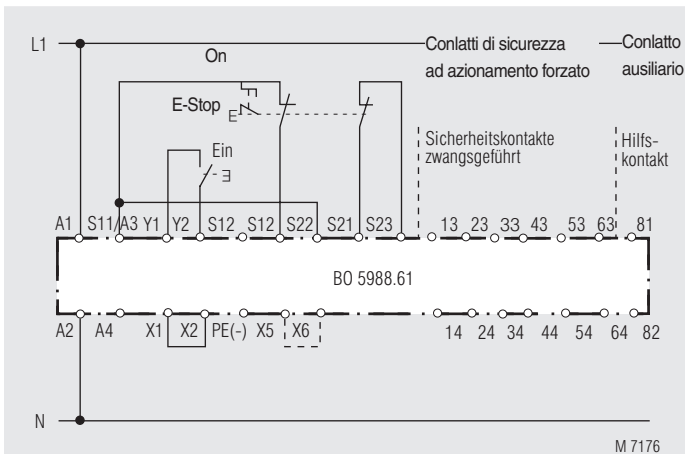 L1
On
Conlatti di sicurezza
ad azionamento forzato
Conlatto
ausiliario
E-Stop
E
Ein
E
Sicherheitskontakte
zwangsgeführt
Hilfs-
kontakt
A1 S11/A3 Y1 Y2 S12 S12 S22 S21 S23 13 23 33 43 53 63 81
BO 5988.61
A2 A4 X1 X2 PE(-) X5 X6 14 24 34 44 54 64 82
N
M 7176